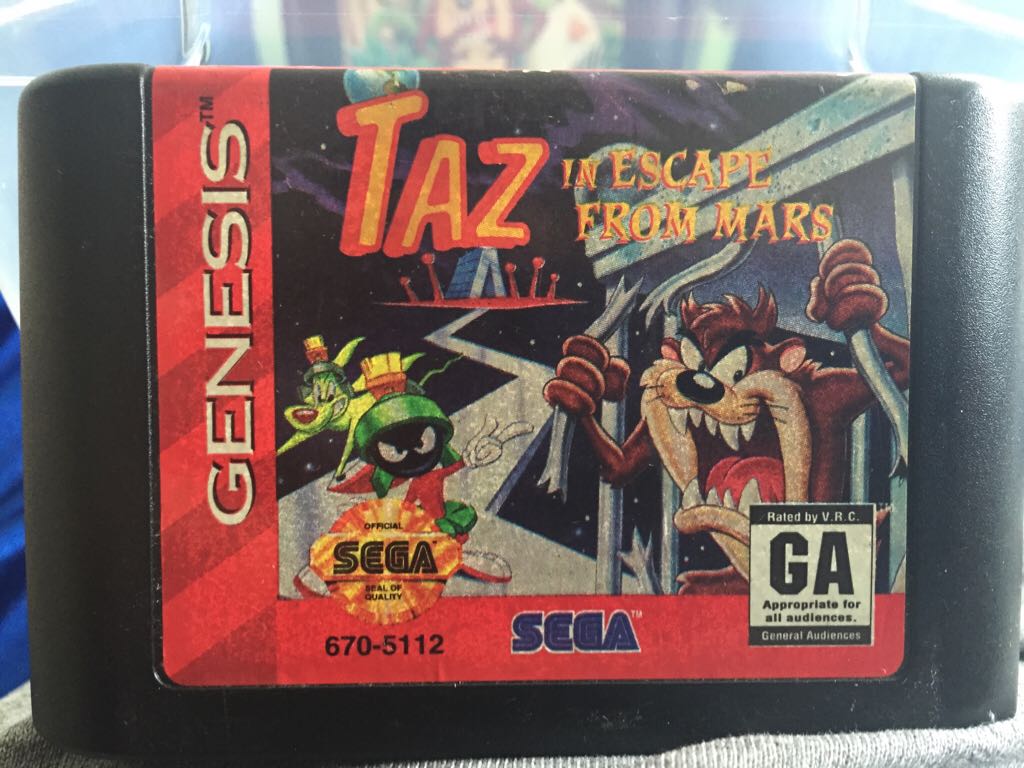 GENESIS™
TAZ
IN ESCAPE
FROM MARS
OFFICIAL
SEGA
SEAL OF
QUALITY
670-5112
SEGA™
Rated by V.R.C.
GA
Appropriate for
all audiences.
General Audiences